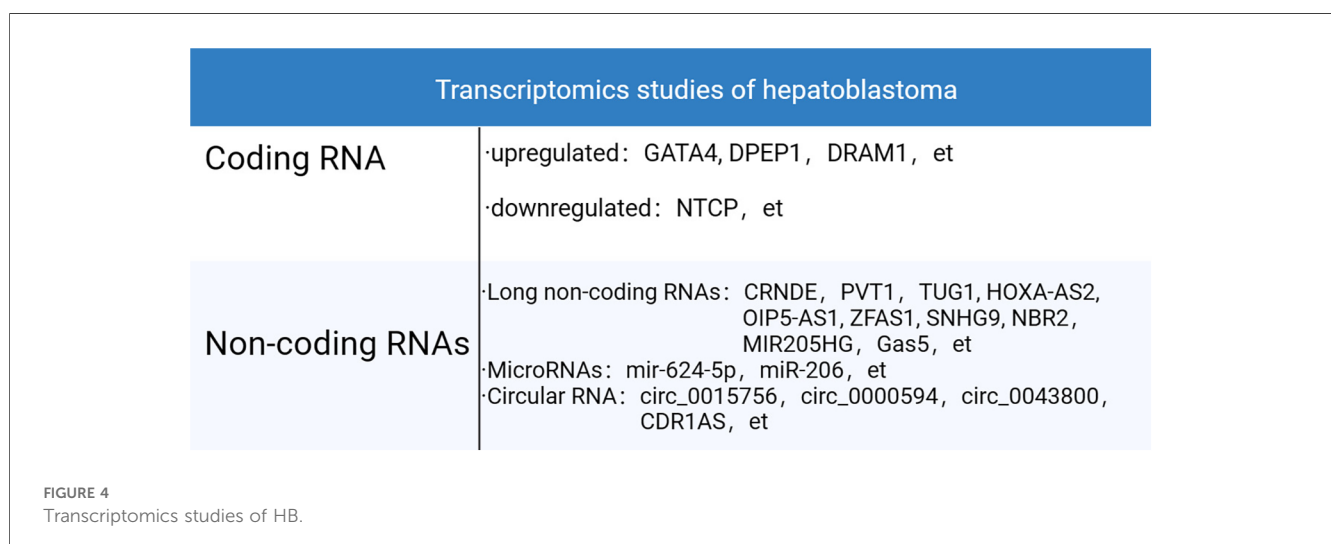 Transcriptomics studies of hepatoblastoma
Coding RNA
·upregulated：GATA4, DPEP1，DRAM1，et
·downregulated：NTCP，et
Non-coding RNAs
·Long non-coding RNAs：CRNDE，PVT1，TUG1, HOXA-AS2,
OIP5-AS1, ZFAS1, SNHG9, NBR2,
MIR205HG，Gas5，et
·MicroRNAs：mir-624-5p，miR-206，et
·Circular RNA：circ_0015756，circ_0000594，circ_0043800，
CDR1AS，et
FIGURE 4
Transcriptomics studies of HB.